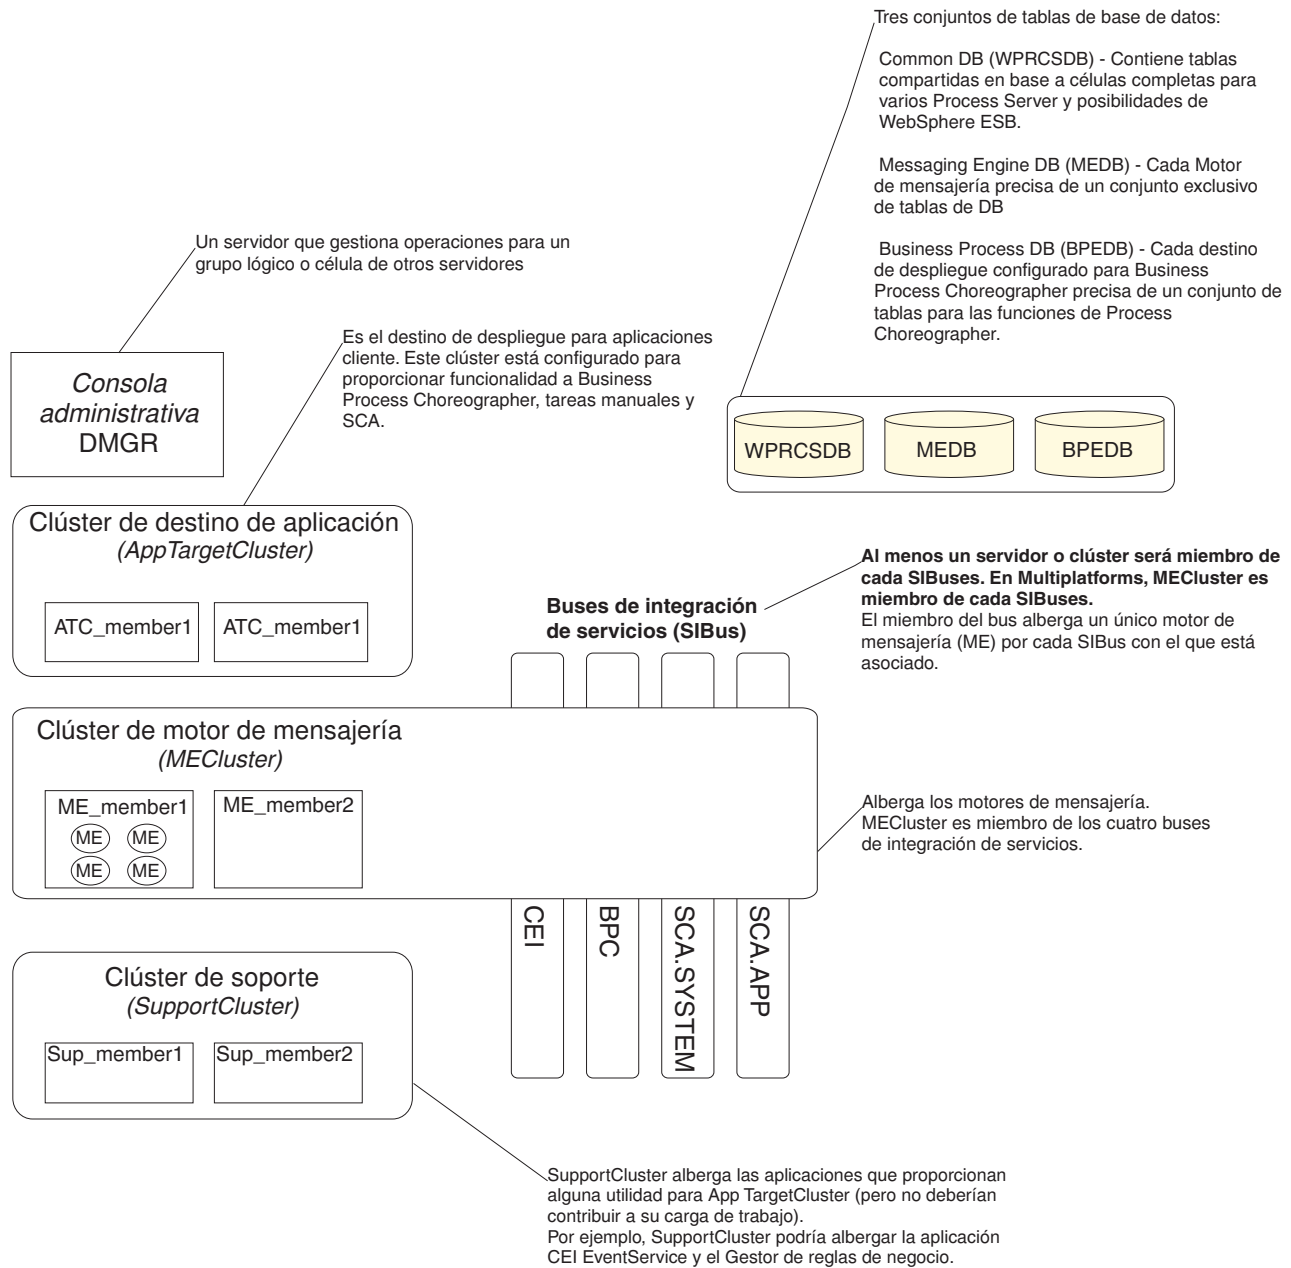 Tres conjuntos de tablas de base de datos:
Common DB (WPRCSDB) - Contiene tablas
compartidas en base a células completas para
varios Process Server y posibilidades de
WebSphere ESB.
Messaging Engine DB (MEDB) - Cada Motor
de mensajería precisa de un conjunto exclusivo
de tablas de DB
Business Process DB (BPEDB) - Cada destino
de despliegue configurado para Business
Process Choreographer precisa de un conjunto de
tablas para las funciones de Process
Choreographer.
Un servidor que gestiona operaciones para un
grupo lógico o célula de otros servidores
Es el destino de despliegue para aplicaciones
cliente. Este clúster está configurado para
proporcionar funcionalidad a Business
Process Choreographer, tareas manuales y
SCA.
Consola
administrativa
DMGR
WPRCSDB
MEDB
BPEDB
Clúster de destino de aplicación
(AppTargetCluster)
ATC_member1
ATC_member1
Buses de integración
de servicios (SIBus)
Al menos un servidor o clúster será miembro de
cada SIBuses. En Multiplatforms, MECluster es
miembro de cada SIBuses.
El miembro del bus alberga un único motor de
mensajería (ME) por cada SIBus con el que está
asociado.
Clúster de motor de mensajería
(MECluster)
ME_member1
ME
ME
ME
ME
ME_member2
Alberga los motores de mensajería.
MECluster es miembro de los cuatro buses
de integración de servicios.
CEI
BPC
SCA.SYSTEM
SCA.APP
Clúster de soporte
(SupportCluster)
Sup_member1
Sup_member2
SupportCluster alberga las aplicaciones que proporcionan
alguna utilidad para App TargetCluster (pero no deberían
contribuir a su carga de trabajo).
Por ejemplo, SupportCluster podría albergar la aplicación
CEI EventService y el Gestor de reglas de negocio.